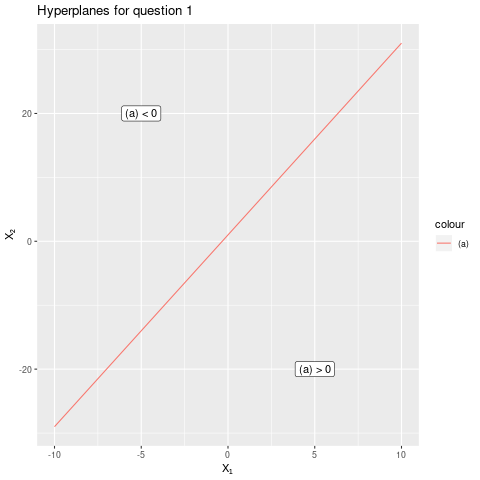 Hyperplanes for question 1
(a) < 0
(a) > 0
20
0
-20
-10
-5
0
5
10
X₁
X₂
colour
(a)